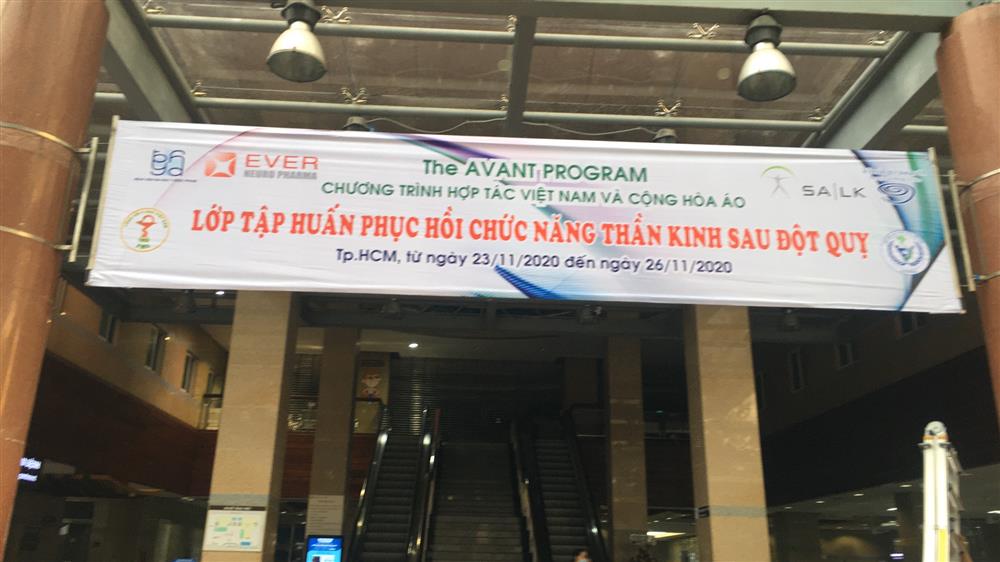 EVER
NEURO PHARMA
The AVANT PROGRAM
CHƯƠNG TRÌNH HỢP TÁC VIỆT NAM VÀ CỘNG HÒA ÁO
SA|LK
LỚP TẬP HUẤN PHỤC HỒI CHỨC NĂNG THẦN KINH SAU ĐỘT QUỴ
Tp.HCM, từ ngày 23/11/2020 đến ngày 26/11/2020